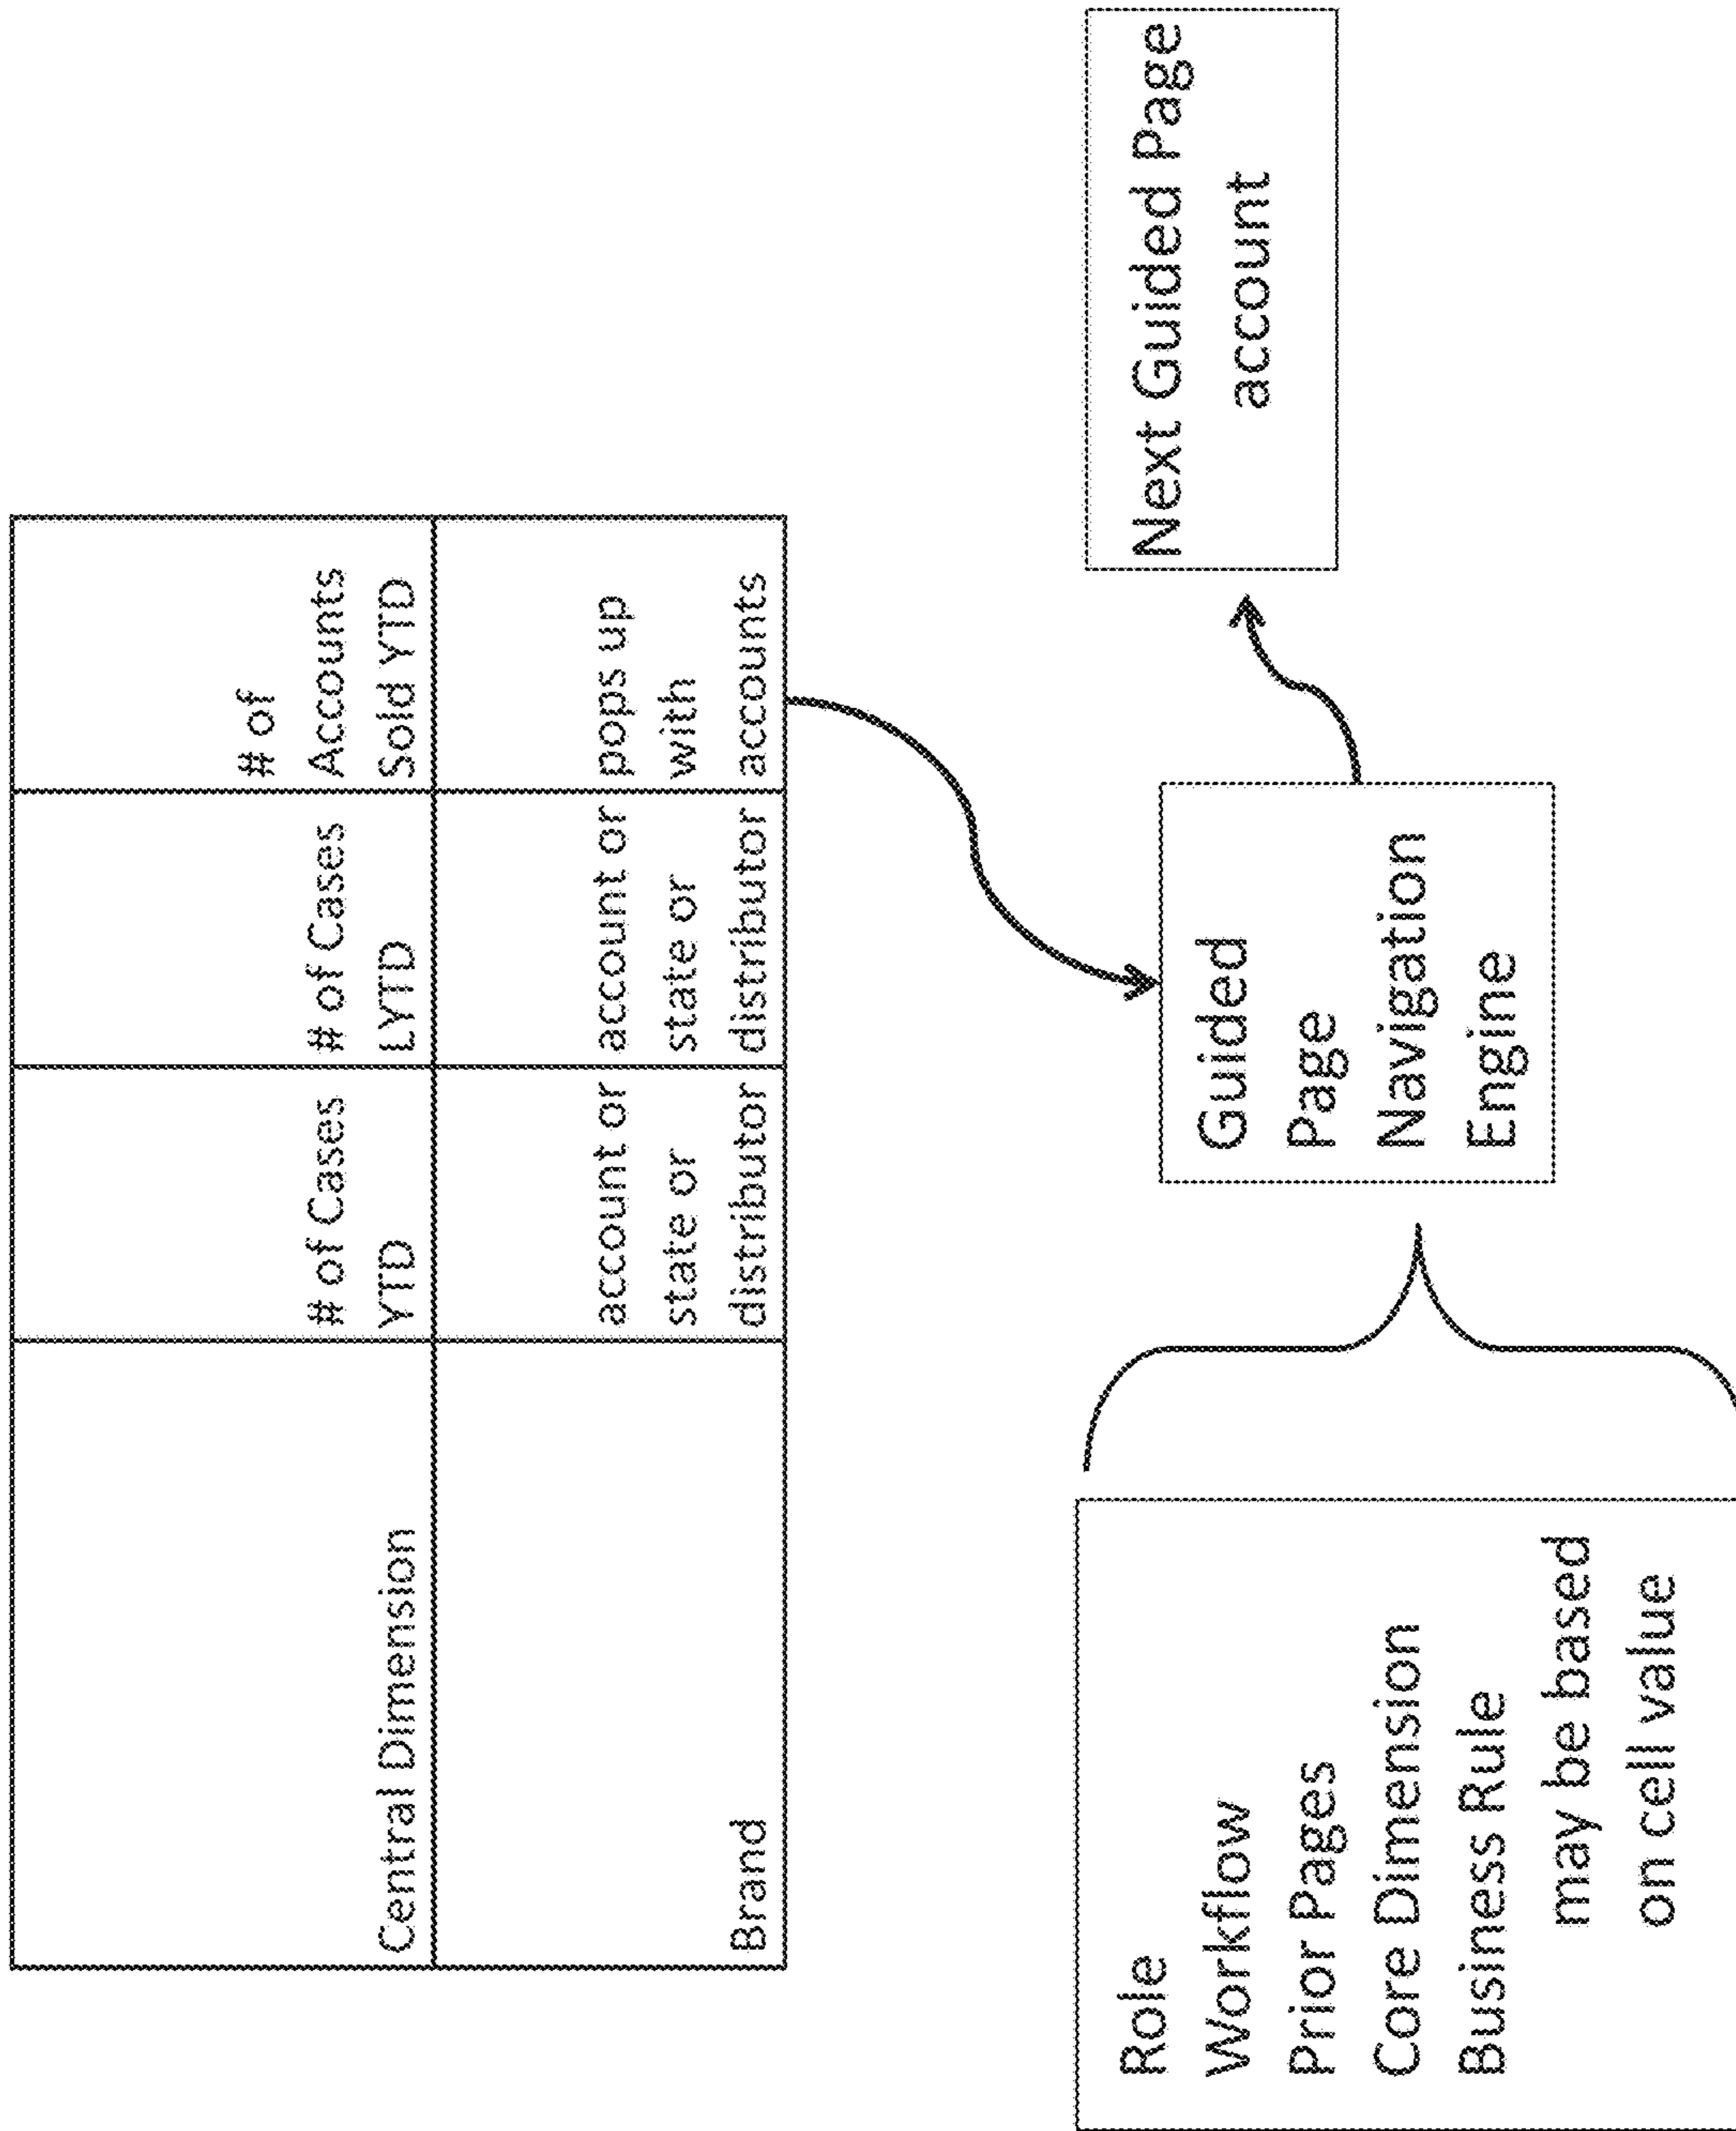 Central Dimension
# of Cases
YTD
# of Cases
LYTD
# of
Accounts
Sold YTD
Brand
account or
state or
distributor
account or
state or
distributor
pops up
with
accounts
Role
Workflow
Prior Pages
Core Dimension
Business Rule
may be based
on cell value
Guided
Page
Navigation
Engine
Next Guided Page
account